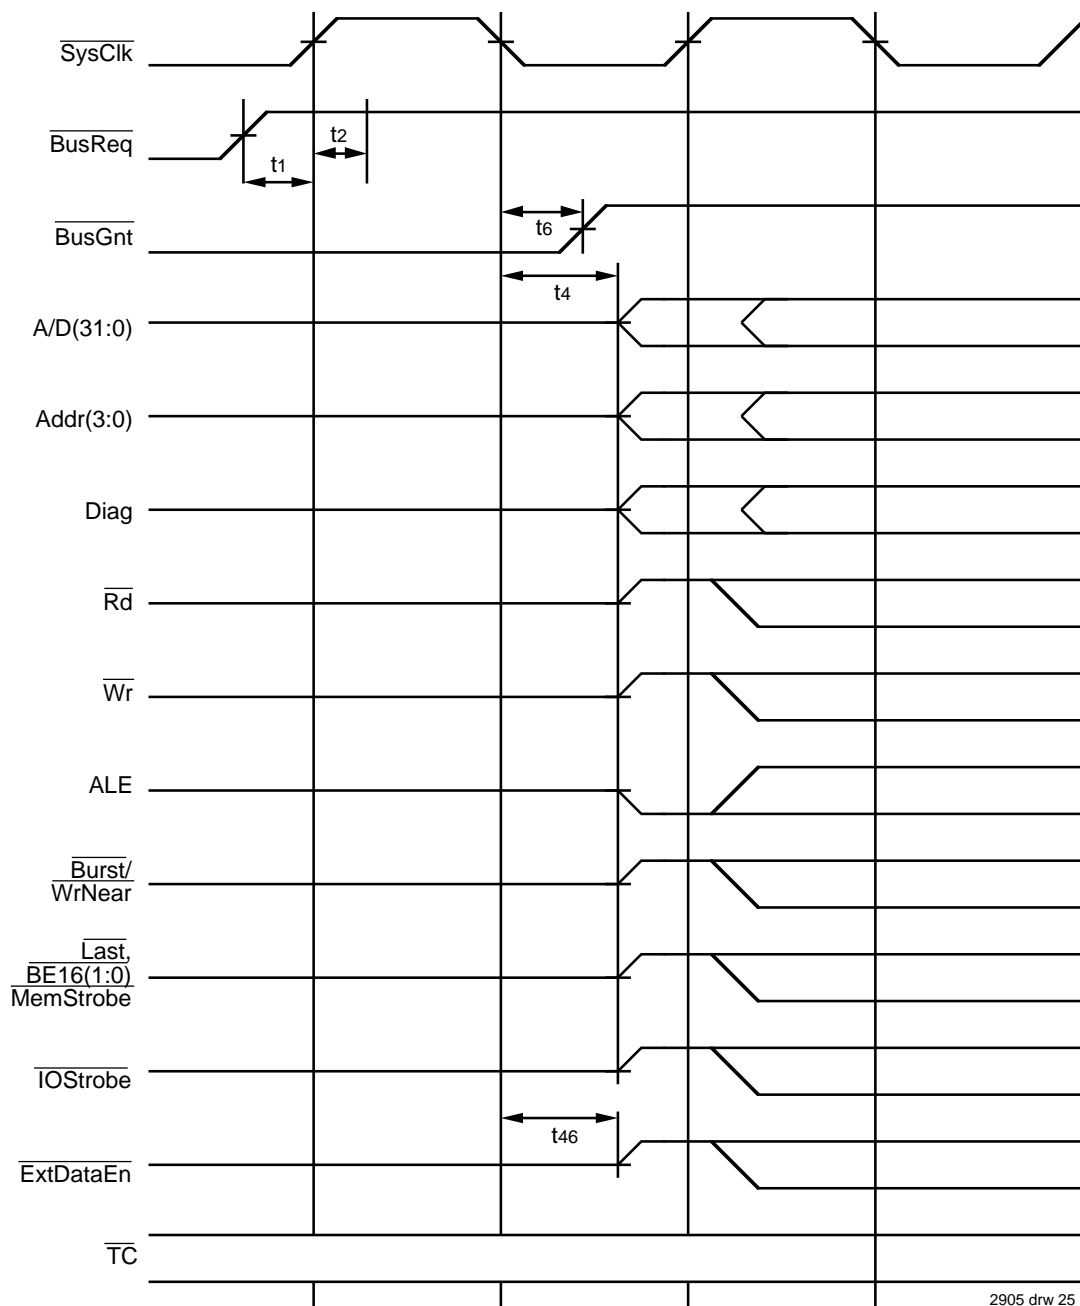 SysClk
BusReq
t2
t1
BusGnt
t6
t4
A/D(31:0)
Addr(3:0)
Diag
Rd
Wr
ALE
Burst/
WrNear
Last,
BE16(1:0)
MemStrobe
IOStrobe
t46
ExtDataEn
TC
2905 drw 25